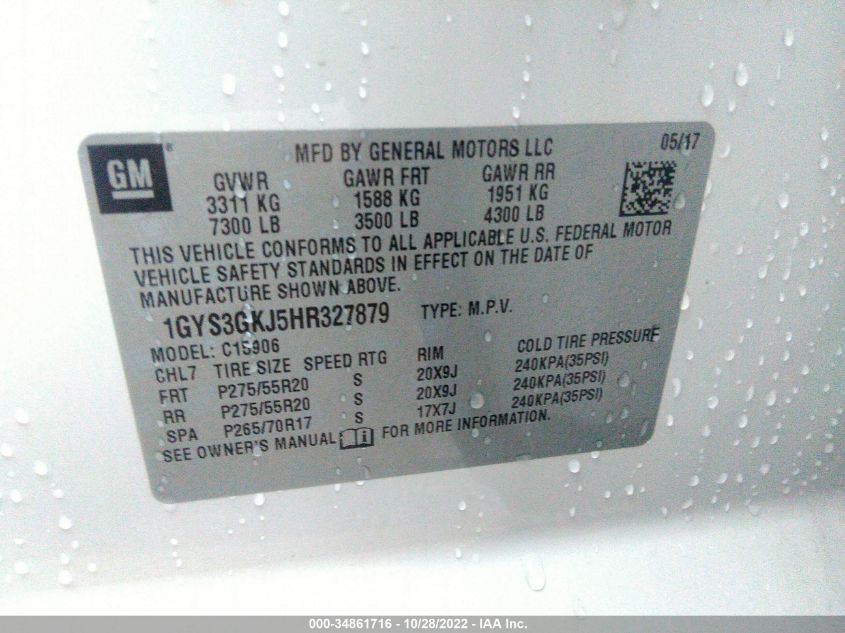 GM ®
MFD BY GENERAL MOTORS LLC 05/17
GVWR GAWR FRT GAWR RR
3311 KG 1588 KG 1951 KG
7300 LB 3500 LB 4300 LB
THIS VEHICLE CONFORMS TO ALL APPLICABLE U.S. FEDERAL MOTOR
VEHICLE SAFETY STANDARDS IN EFFECT ON THE DATE OF
MANUFACTURE SHOWN ABOVE.
1GYS3GKJ5HR327879 TYPE: M.P.V.
MODEL: C15906
CHL7 TIRE SIZE SPEED RTG RIM COLD TIRE PRESSURE
FRT P275/55R20 S 20X9J 240KPA(35PSI)
RR P275/55R20 S 20X9J 240KPA(35PSI)
SPA P265/70R17 S 17X7J 240KPA(35PSI)
SEE OWNER'S MANUAL FOR MORE INFORMATION.
000-34861716 - 10/28/2022 - IAA Inc.